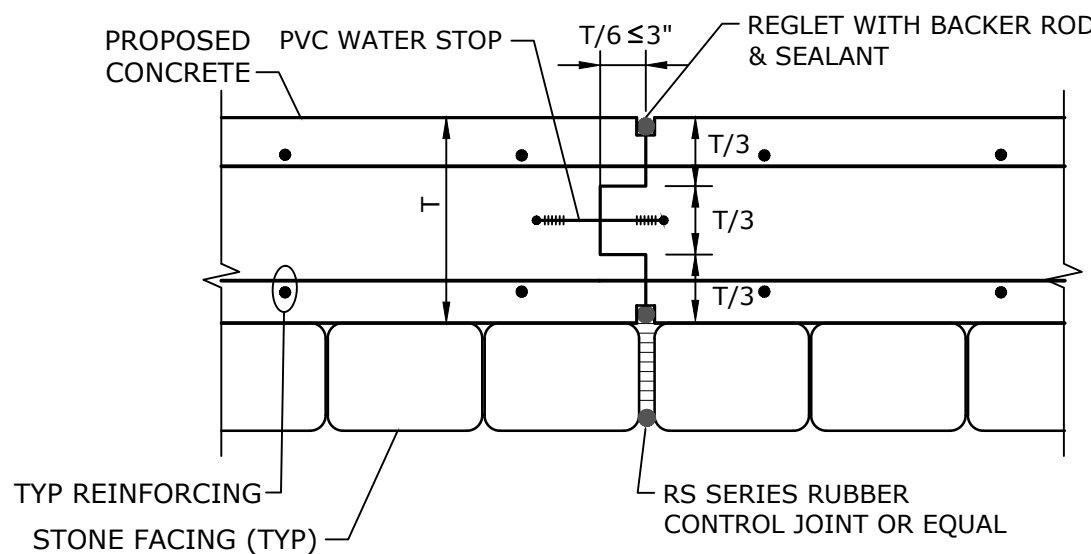 PROPOSED
CONCRETE
PVC WATER STOP
T/6 ≤3"
REGLET WITH BACKER ROD
& SEALANT
T/3
T
T/3
T/3
TYP REINFORCING
STONE FACING (TYP)
RS SERIES RUBBER
CONTROL JOINT OR EQUAL